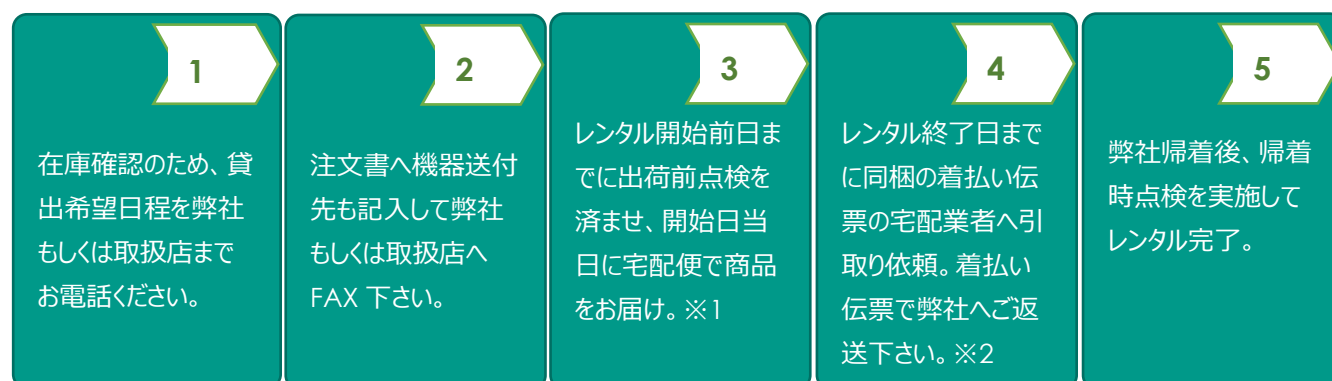 1
在庫確認のため、貸
出希望日程を弊社
もしくは取扱店まで
お電話ください。
2
注文書へ機器送付
先も記入して弊社
もしくは取扱店へ
FAX 下さい。
3
レンタル開始前日ま
でに出荷前点検を
済ませ、開始日当
日に宅配便で商品
をお届け。※1
4
レンタル終了日まで
に同梱の着払い伝
票の宅配業者へ引
取り依頼。着払い
伝票で弊社へご返
送下さい。※2
5
弊社帰着後、帰着
時点検を実施して
レンタル完了。